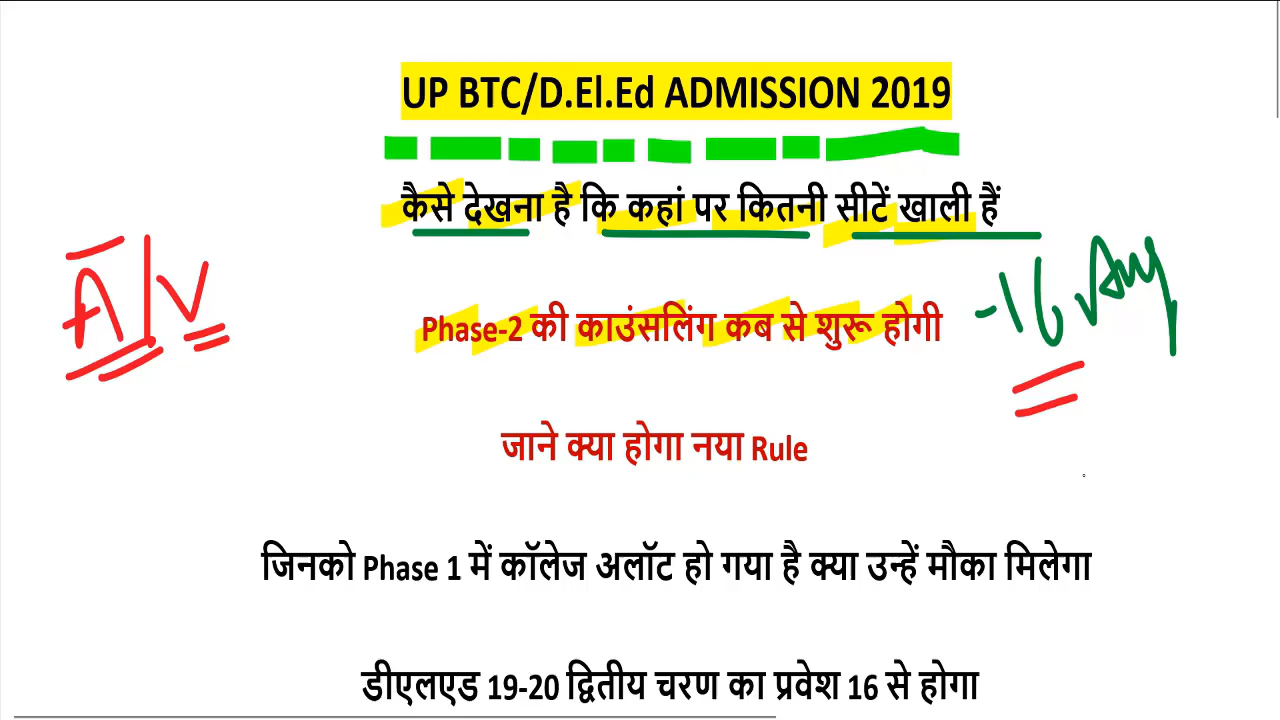 UP BTC/D.El.Ed ADMISSION 2019
कैसे देखना है कि कहां पर कितनी सीटें खाली हैं
A/V
Phase-2 की काउंसलिंग कब से शुरू होगी
-16 Aug
जाने क्या होगा नया Rule
जिनको Phase 1 में कॉलेज अलॉट हो गया है क्या उन्हें मौका मिलेगा
डीएलएड 19-20 द्वितीय चरण का प्रवेश 16 से होगा